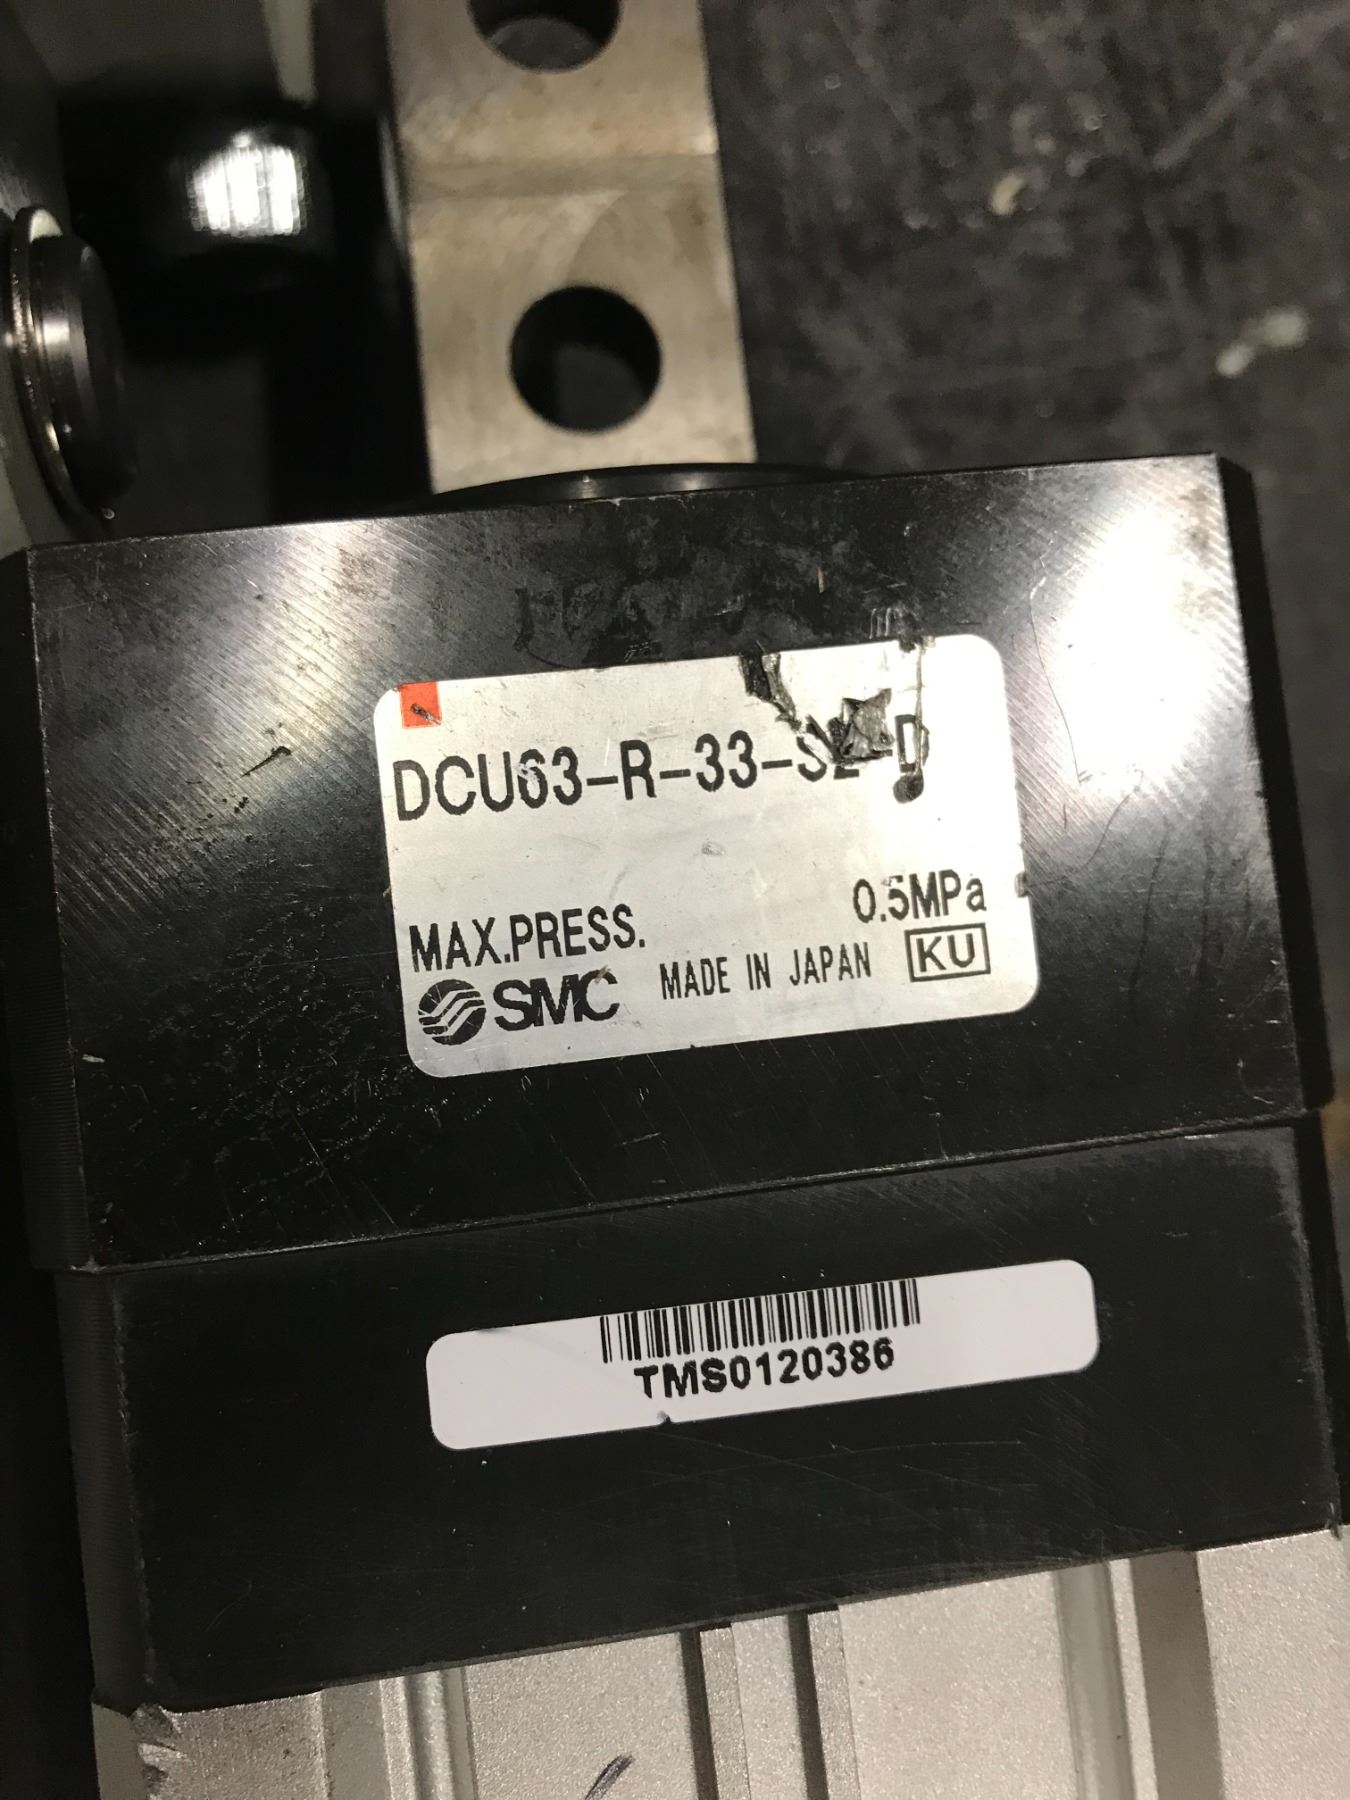 DCU63-R-33-
MAX.PRESS. 0.5MPa
SMC MADE IN JAPAN KU
TMS0120386